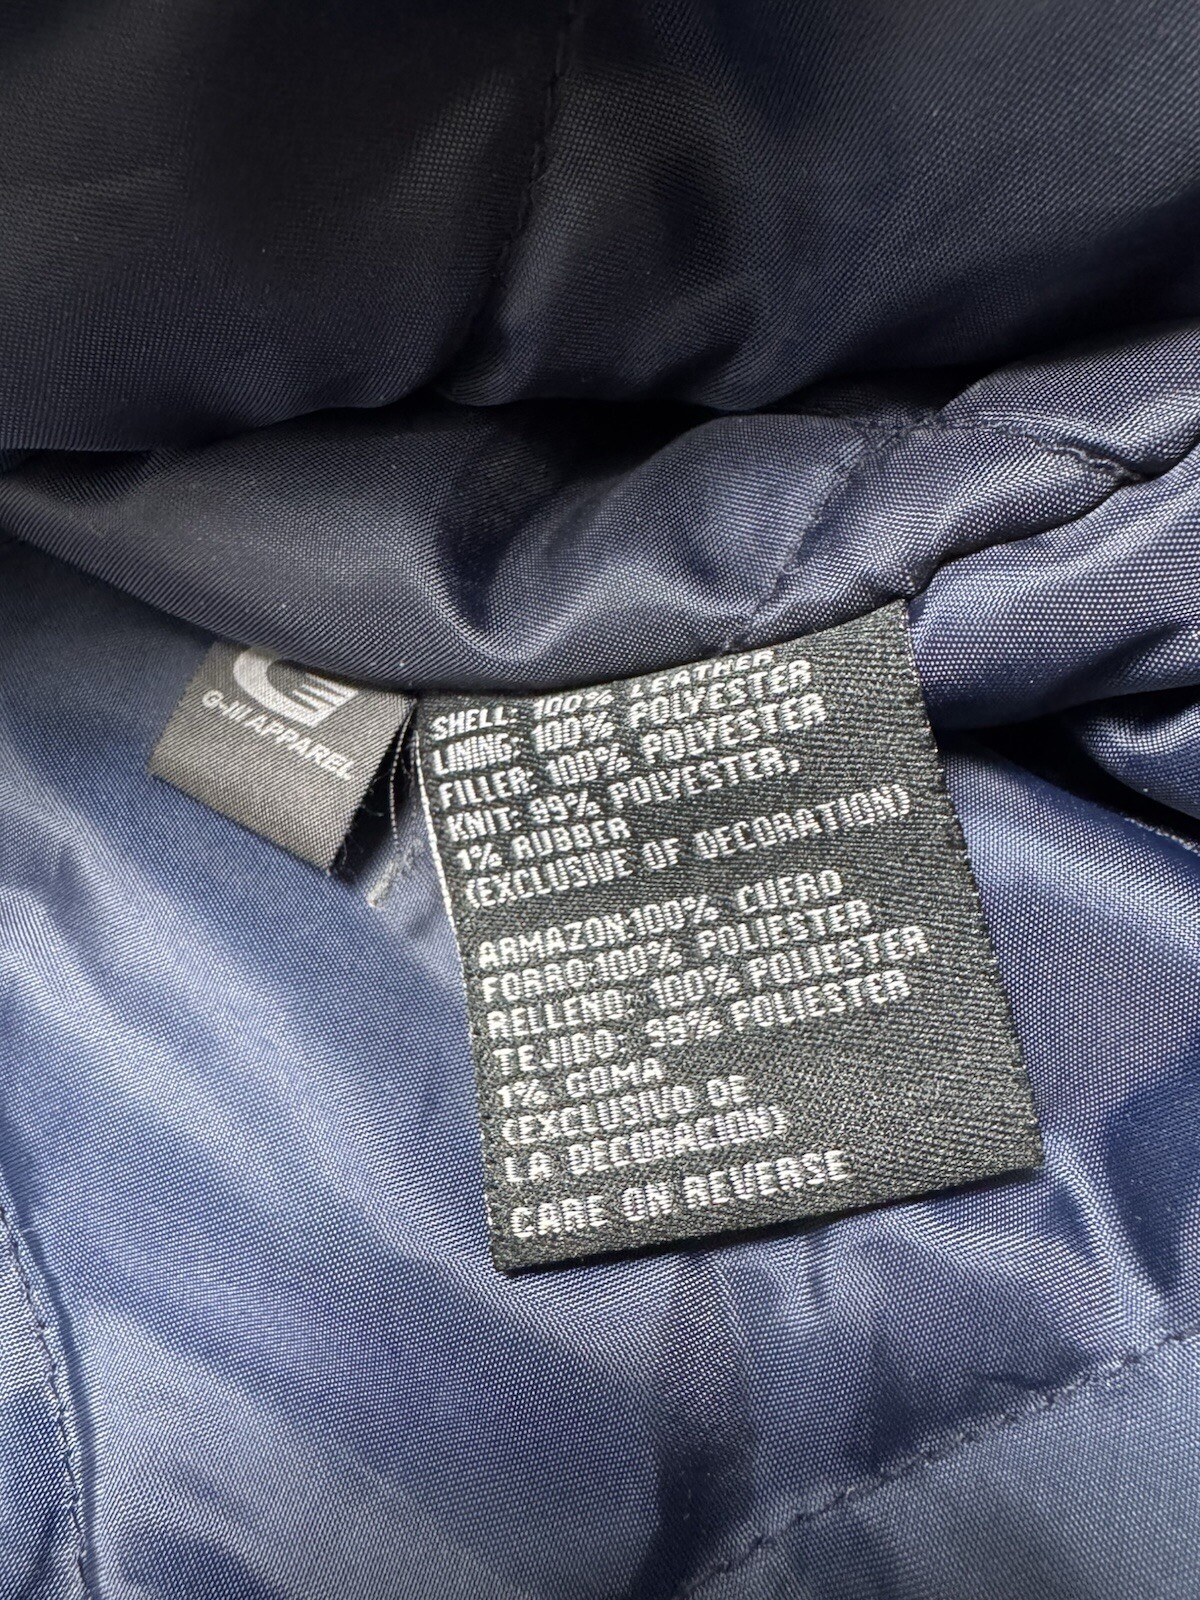 G-III APPAREL
SHELL: 100% LEATHER
LINING: 100% POLYESTER
FILLER: 100% POLYESTER
KNIT: 99% POLYESTER,
1% RUBBER
(EXCLUSIVE OF DECORATION)
ARMAZON:100% CUERO
FORRO:100% POLIESTER
RELLENO: 100% POLIESTER
TEJIDO: 99% POLIESTER
1% GOMA
(EXCLUSIVO DE
LA DECORACION)
CARE ON REVERSE